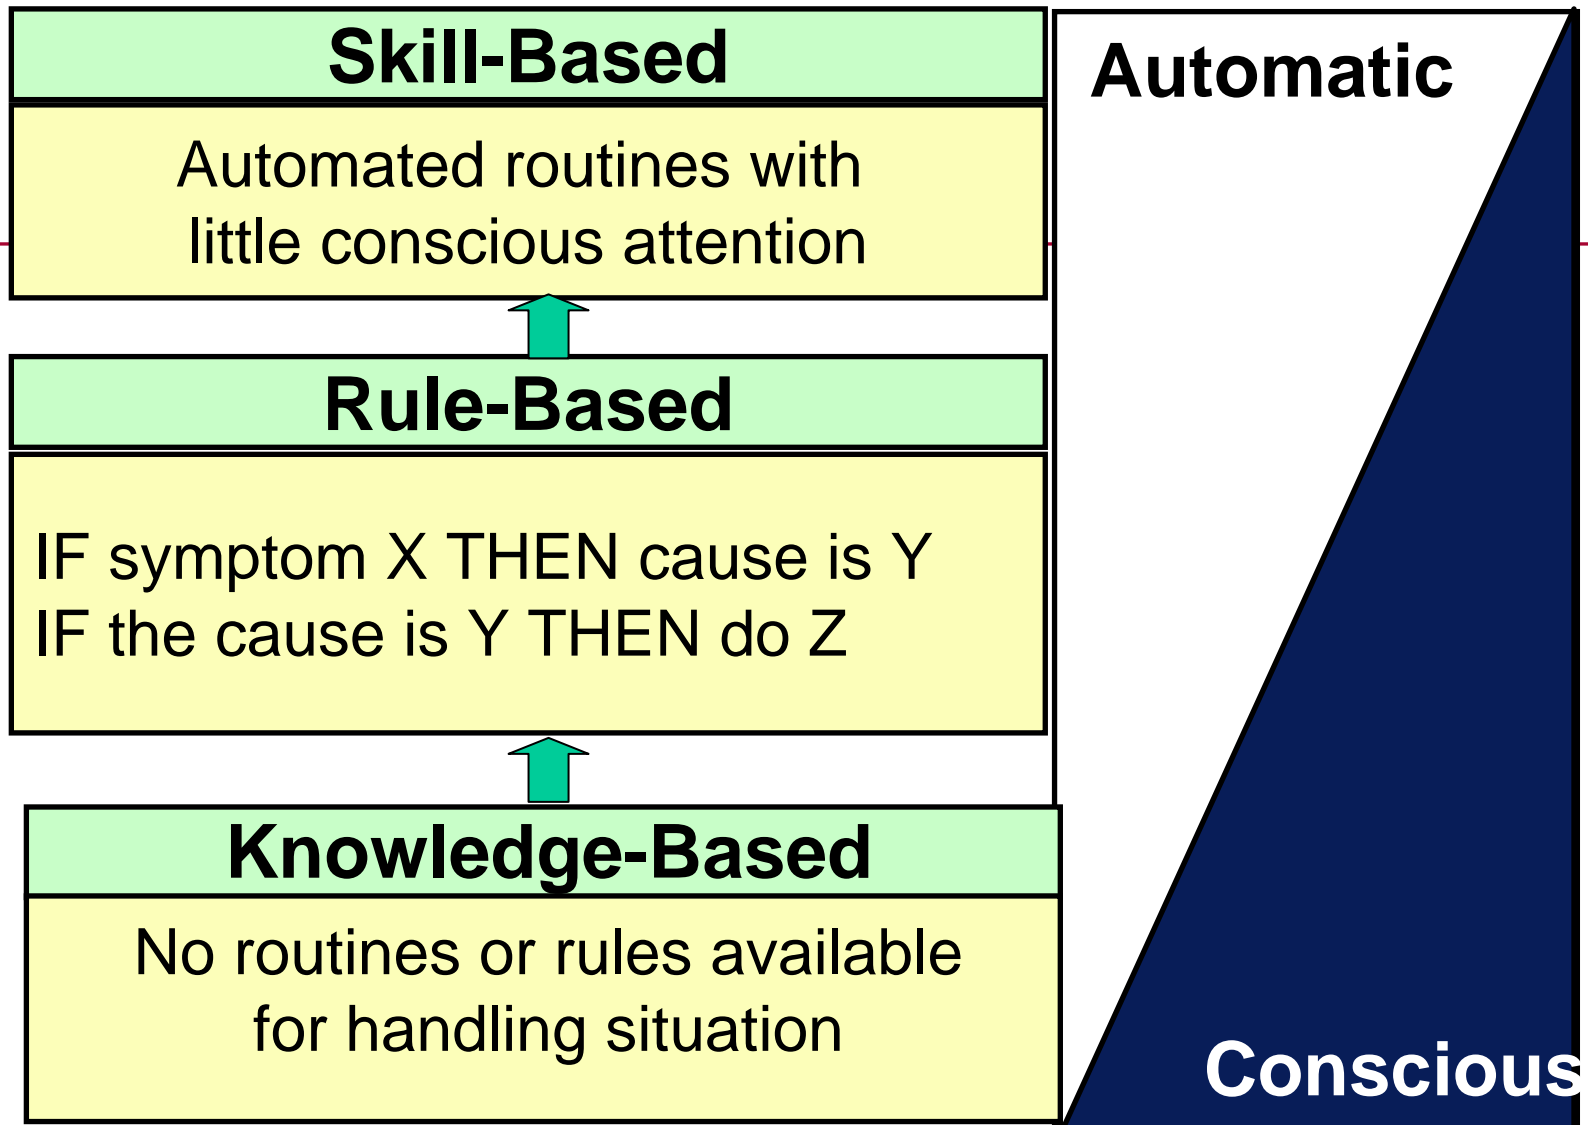 Skill-Based
Automatic
Automated routines with
little conscious attention
Rule-Based
IF symptom X THEN cause is Y
IF the cause is Y THEN do Z
Knowledge-Based
No routines or rules available
for handling situation
Conscious